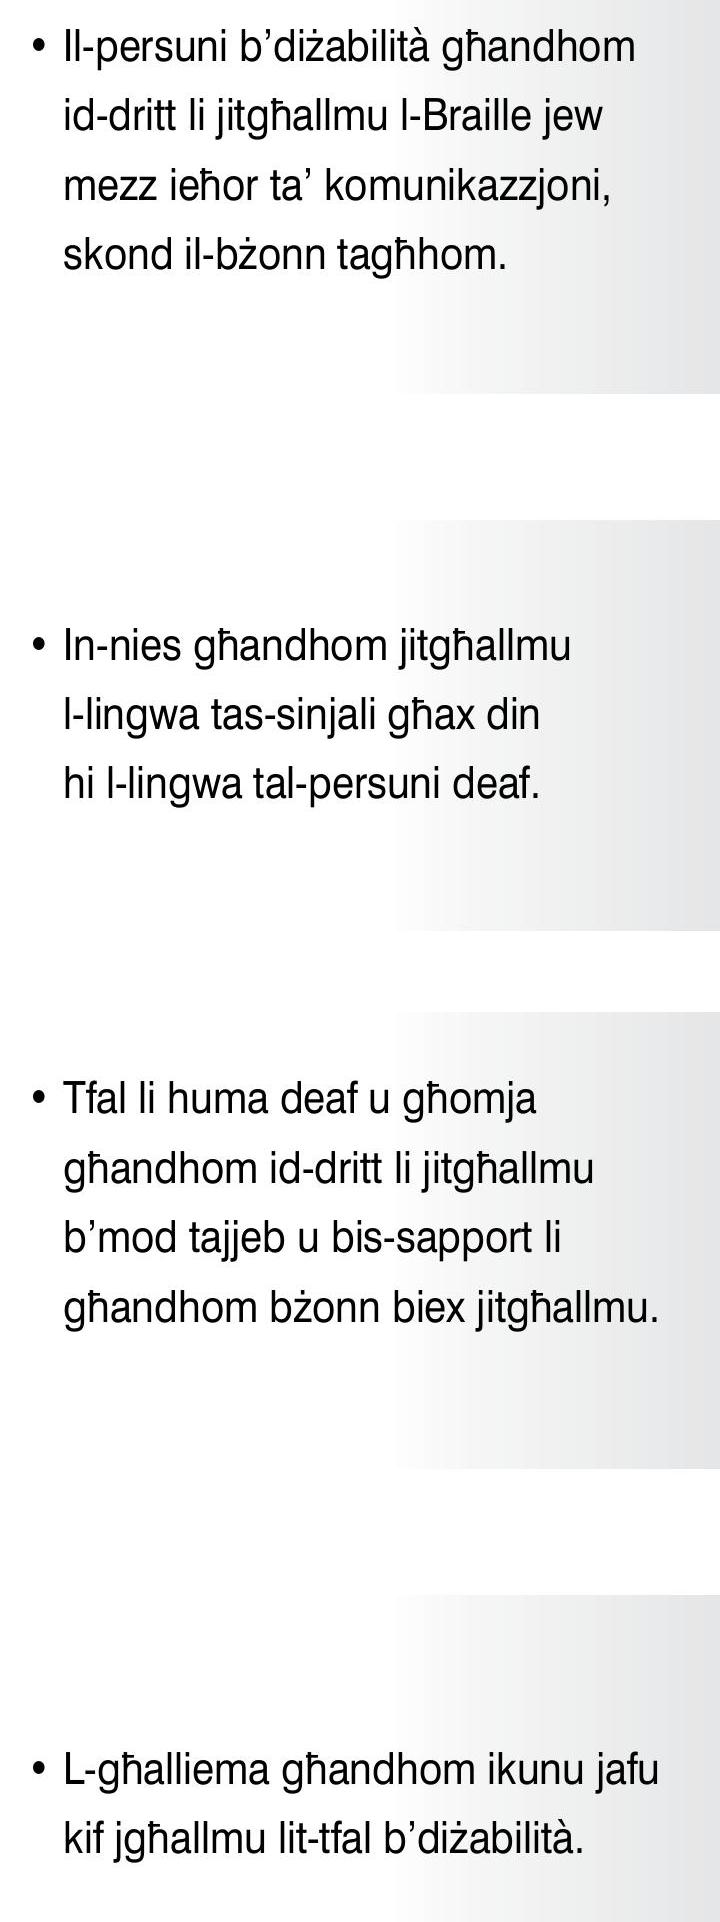 • Il-persuni b’diżabilità għandhom
id-dritt li jitgħallmu l-Braille jew
mezz ieħor ta’ komunikazzjoni,
skond il-bżonn tagħhom.
• In-nies għandhom jitgħallmu
l-lingwa tas-sinjali għax din
hi l-lingwa tal-persuni deaf.
• Tfal li huma deaf u għomja
għandhom id-dritt li jitgħallmu
b’mod tajjeb u bis-sapport li
għandhom bżonn biex jitgħallmu.
• L-għalliema għandhom ikunu jafu
kif jgħallmu lit-tfal b’diżabilità.